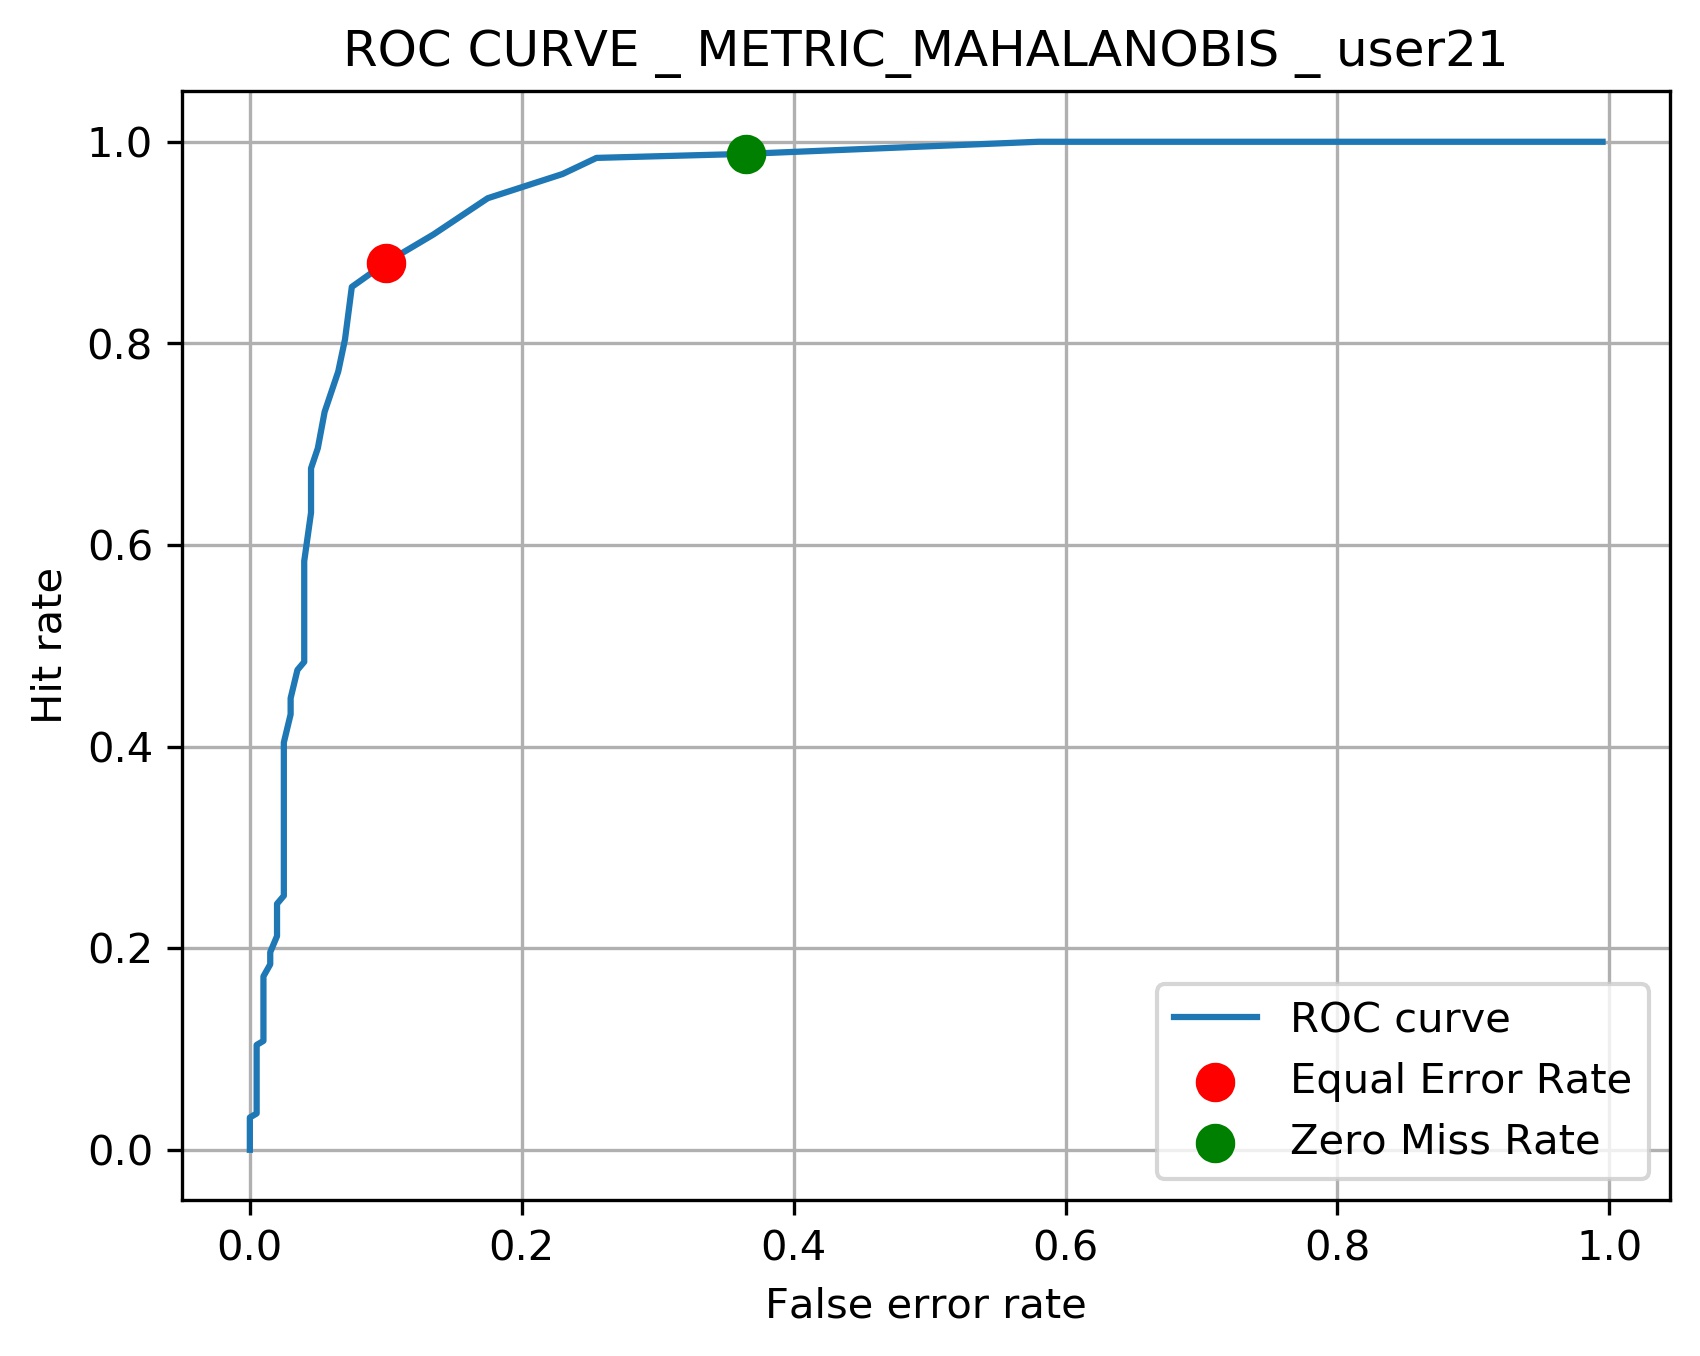 ROC CURVE _ METRIC_MAHALANOBIS _ user21
1.0
0.8
0.6
0.4
0.2
0.0
Hit rate
ROC curve
Equal Error Rate
Zero Miss Rate
0.0 0.2 0.4 0.6 0.8 1.0
False error rate